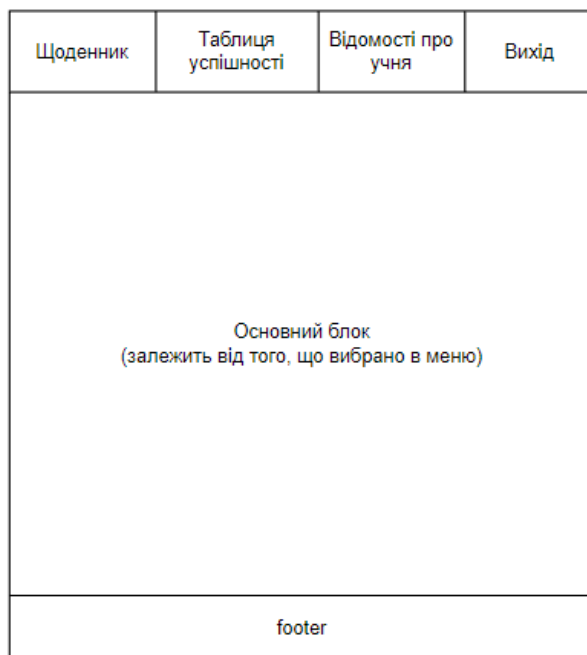 Щоденник
Таблиця
успішності
Відомості про
учня
Вихід
Основний блок
(залежить від того, що вибрано в меню)
footer